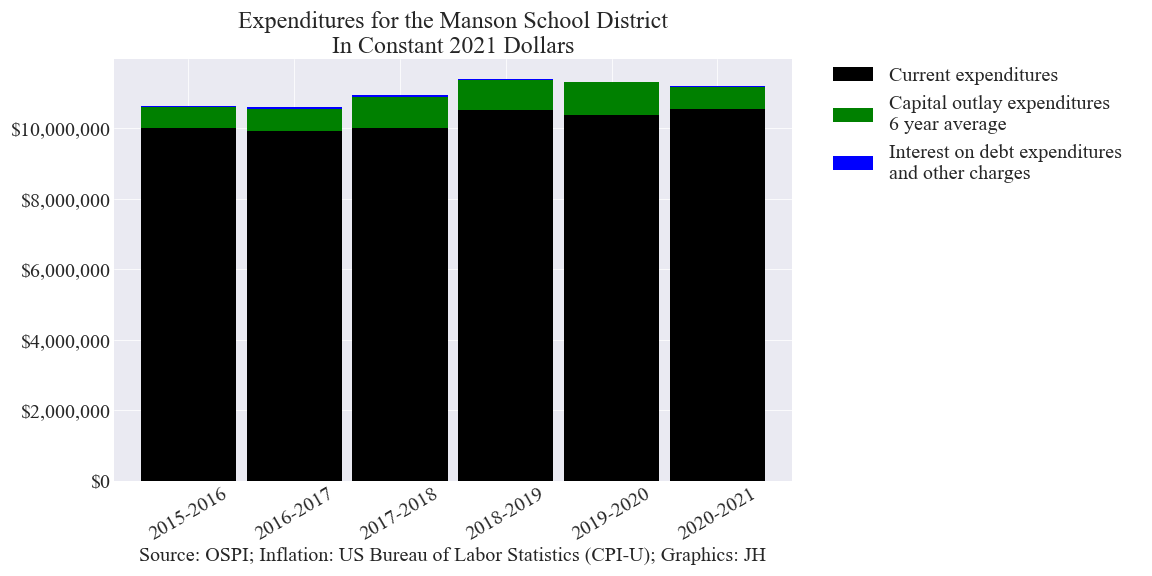 Expenditures for the Manson School District
In Constant 2021 Dollars
Current expenditures
Capital outlay expenditures
6 year average
Interest on debt expenditures
and other charges
$10,000,000
$8,000,000
$6,000,000
$4,000,000
$2,000,000
$0
2015-2016
2016-2017
2017-2018
2018-2019
2019-2020
2020-2021
Source: OSPI; Inflation: US Bureau of Labor Statistics (CPI-U); Graphics: JH